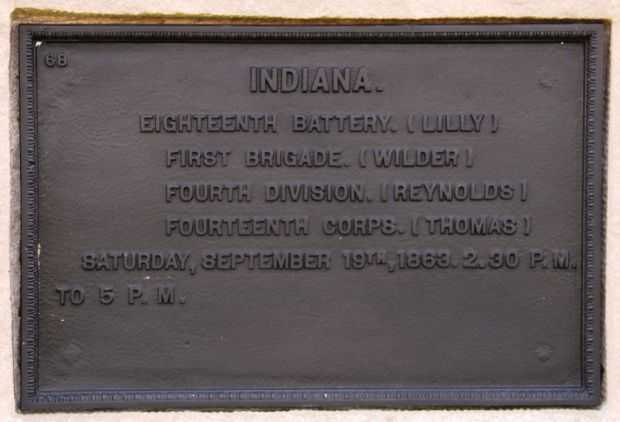 68
INDIANA.
EIGHTEENTH BATTERY. (LILLY)
FIRST BRIGADE. (WILDER)
FOURTH DIVISION. (REYNOLDS)
FOURTEENTH CORPS. (THOMAS)
SATURDAY, SEPTEMBER 19TH, 1863. 2.30 P.M.
TO 5 P.M.